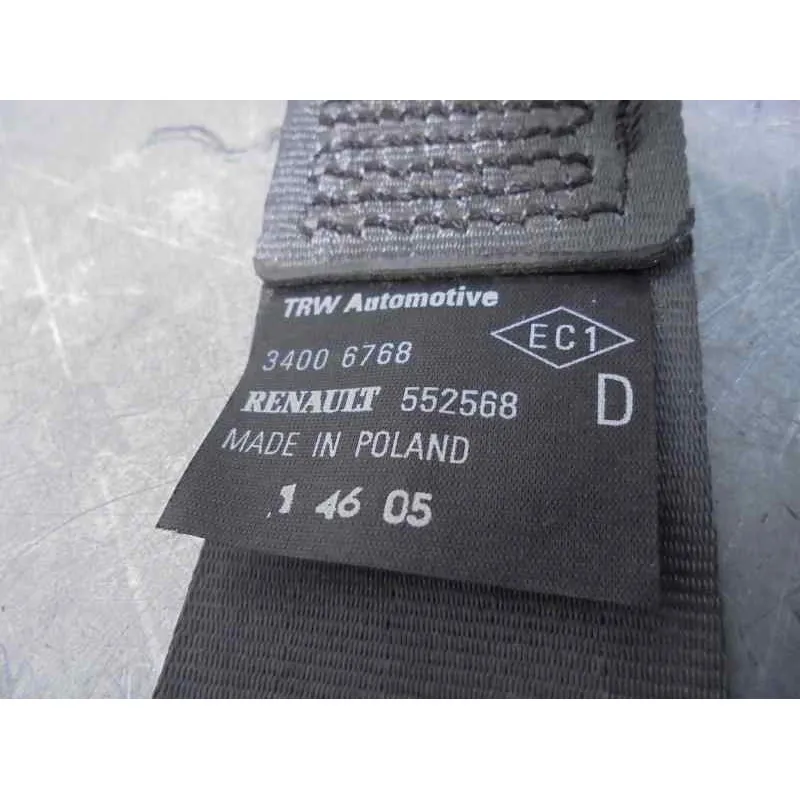 TRW Automotive
EC1
3400 6768
RENAULT 552568
D
MADE IN POLAND
1 46 05